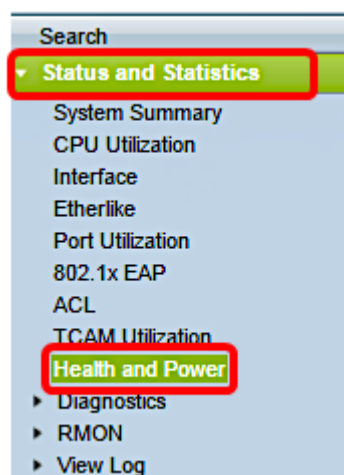 Search
Status and Statistics
System Summary
CPU Utilization
Interface
Etherlike
Port Utilization
802.1x EAP
ACL
TCAM Utilization
Health and Power
Diagnostics
RMON
View Log